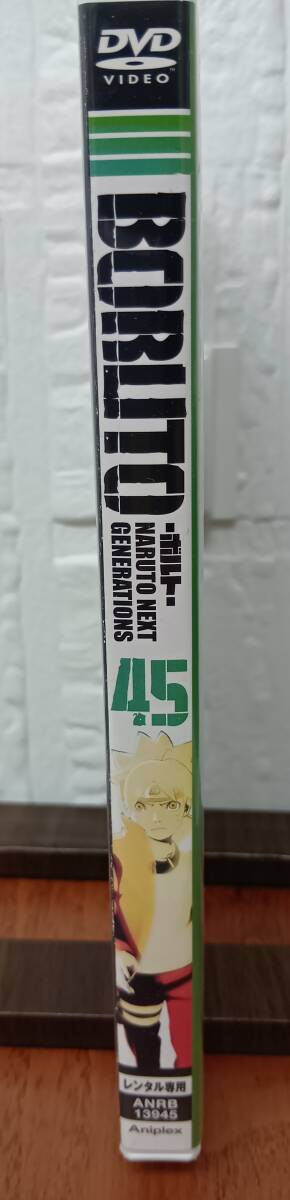 DVD
VIDEO
BORUTO
-ボルト-
NARUTO NEXT
GENERATIONS
45
レンタル専用
ANRB
13945
Aniplex